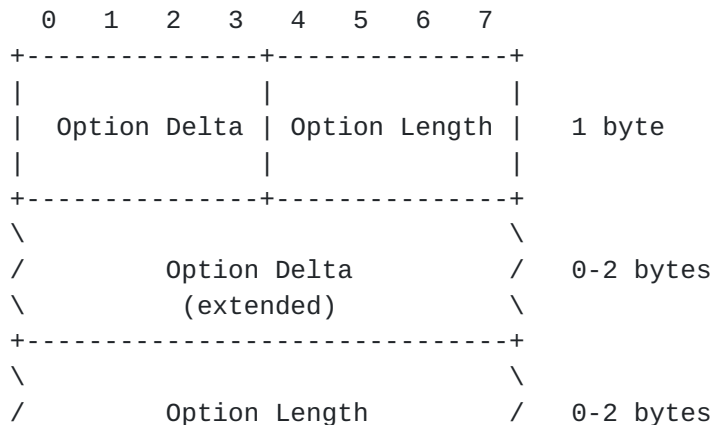 0   1   2   3   4   5   6   7
+---------------+---------------+
|               |               |
|  Option Delta | Option Length |   1 byte
|               |               |
+---------------+---------------+
\                               \
/         Option Delta          /   0-2 bytes
\          (extended)           \
+-------------------------------+
\                               \
/         Option Length         /   0-2 bytes